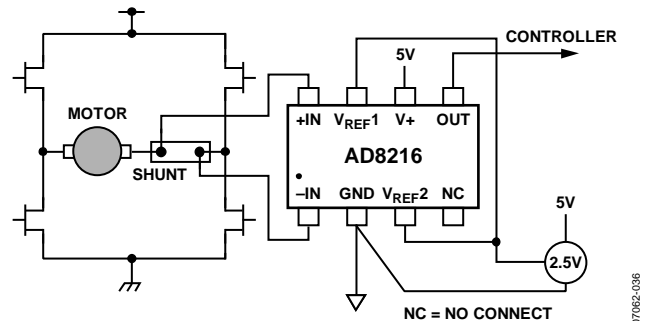 CONTROLLER
5V
+IN VREF1 V+ OUT
MOTOR
AD8216
SHUNT
–IN GND VREF2 NC
5V
2.5V
NC = NO CONNECT
07062-036